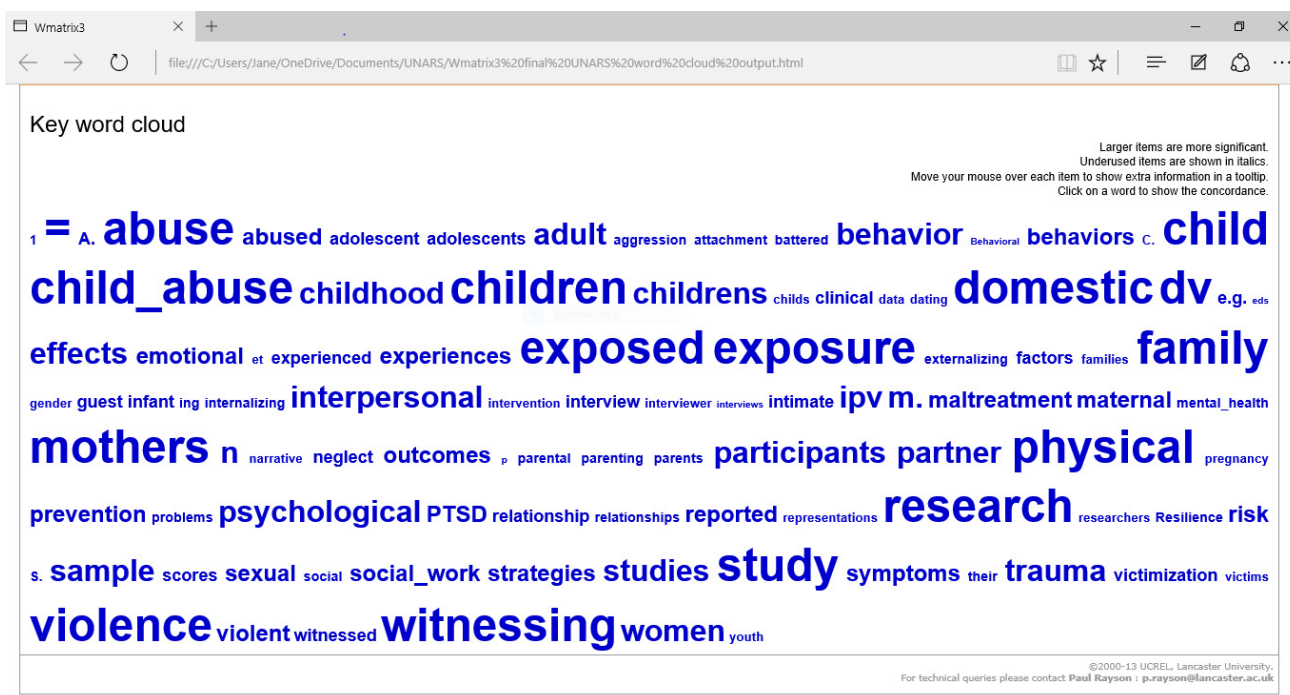 Wmatrix3
file:///C:/Users/Jane/OneDrive/Documents/UNARS/Wmatrix3%20final%20UNARS%20word%20cloud%20output.html
Key word cloud
Larger items are more significant.
Underused items are shown in italics.
Move your mouse over each item to show extra information in a tooltip.
Click on a word to show the concordance.
1 = A. abuse abused adolescent adolescents adult aggression attachment battered behavior Behavioral behaviors C. child
child_abuse childhood children childrens childs clinical data dating domestic dv e.g. eds
effects emotional et experienced experiences exposed exposure externalizing factors families family
gender guest infant ing internalizing interpersonal intervention interview interviewer interviews intimate ipv m. maltreatment maternal mental_health
mothers n narrative neglect outcomes p parental parenting parents participants partner physical pregnancy
prevention problems psychological PTSD relationship relationships reported representations research researchers Resilience risk
s. sample scores sexual social social_work strategies studies study symptoms their trauma victimization victims
violence violent witnessed witnessing women youth
©2000-13 UCREL, Lancaster University.
For technical queries please contact Paul Rayson : p.rayson@lancaster.ac.uk